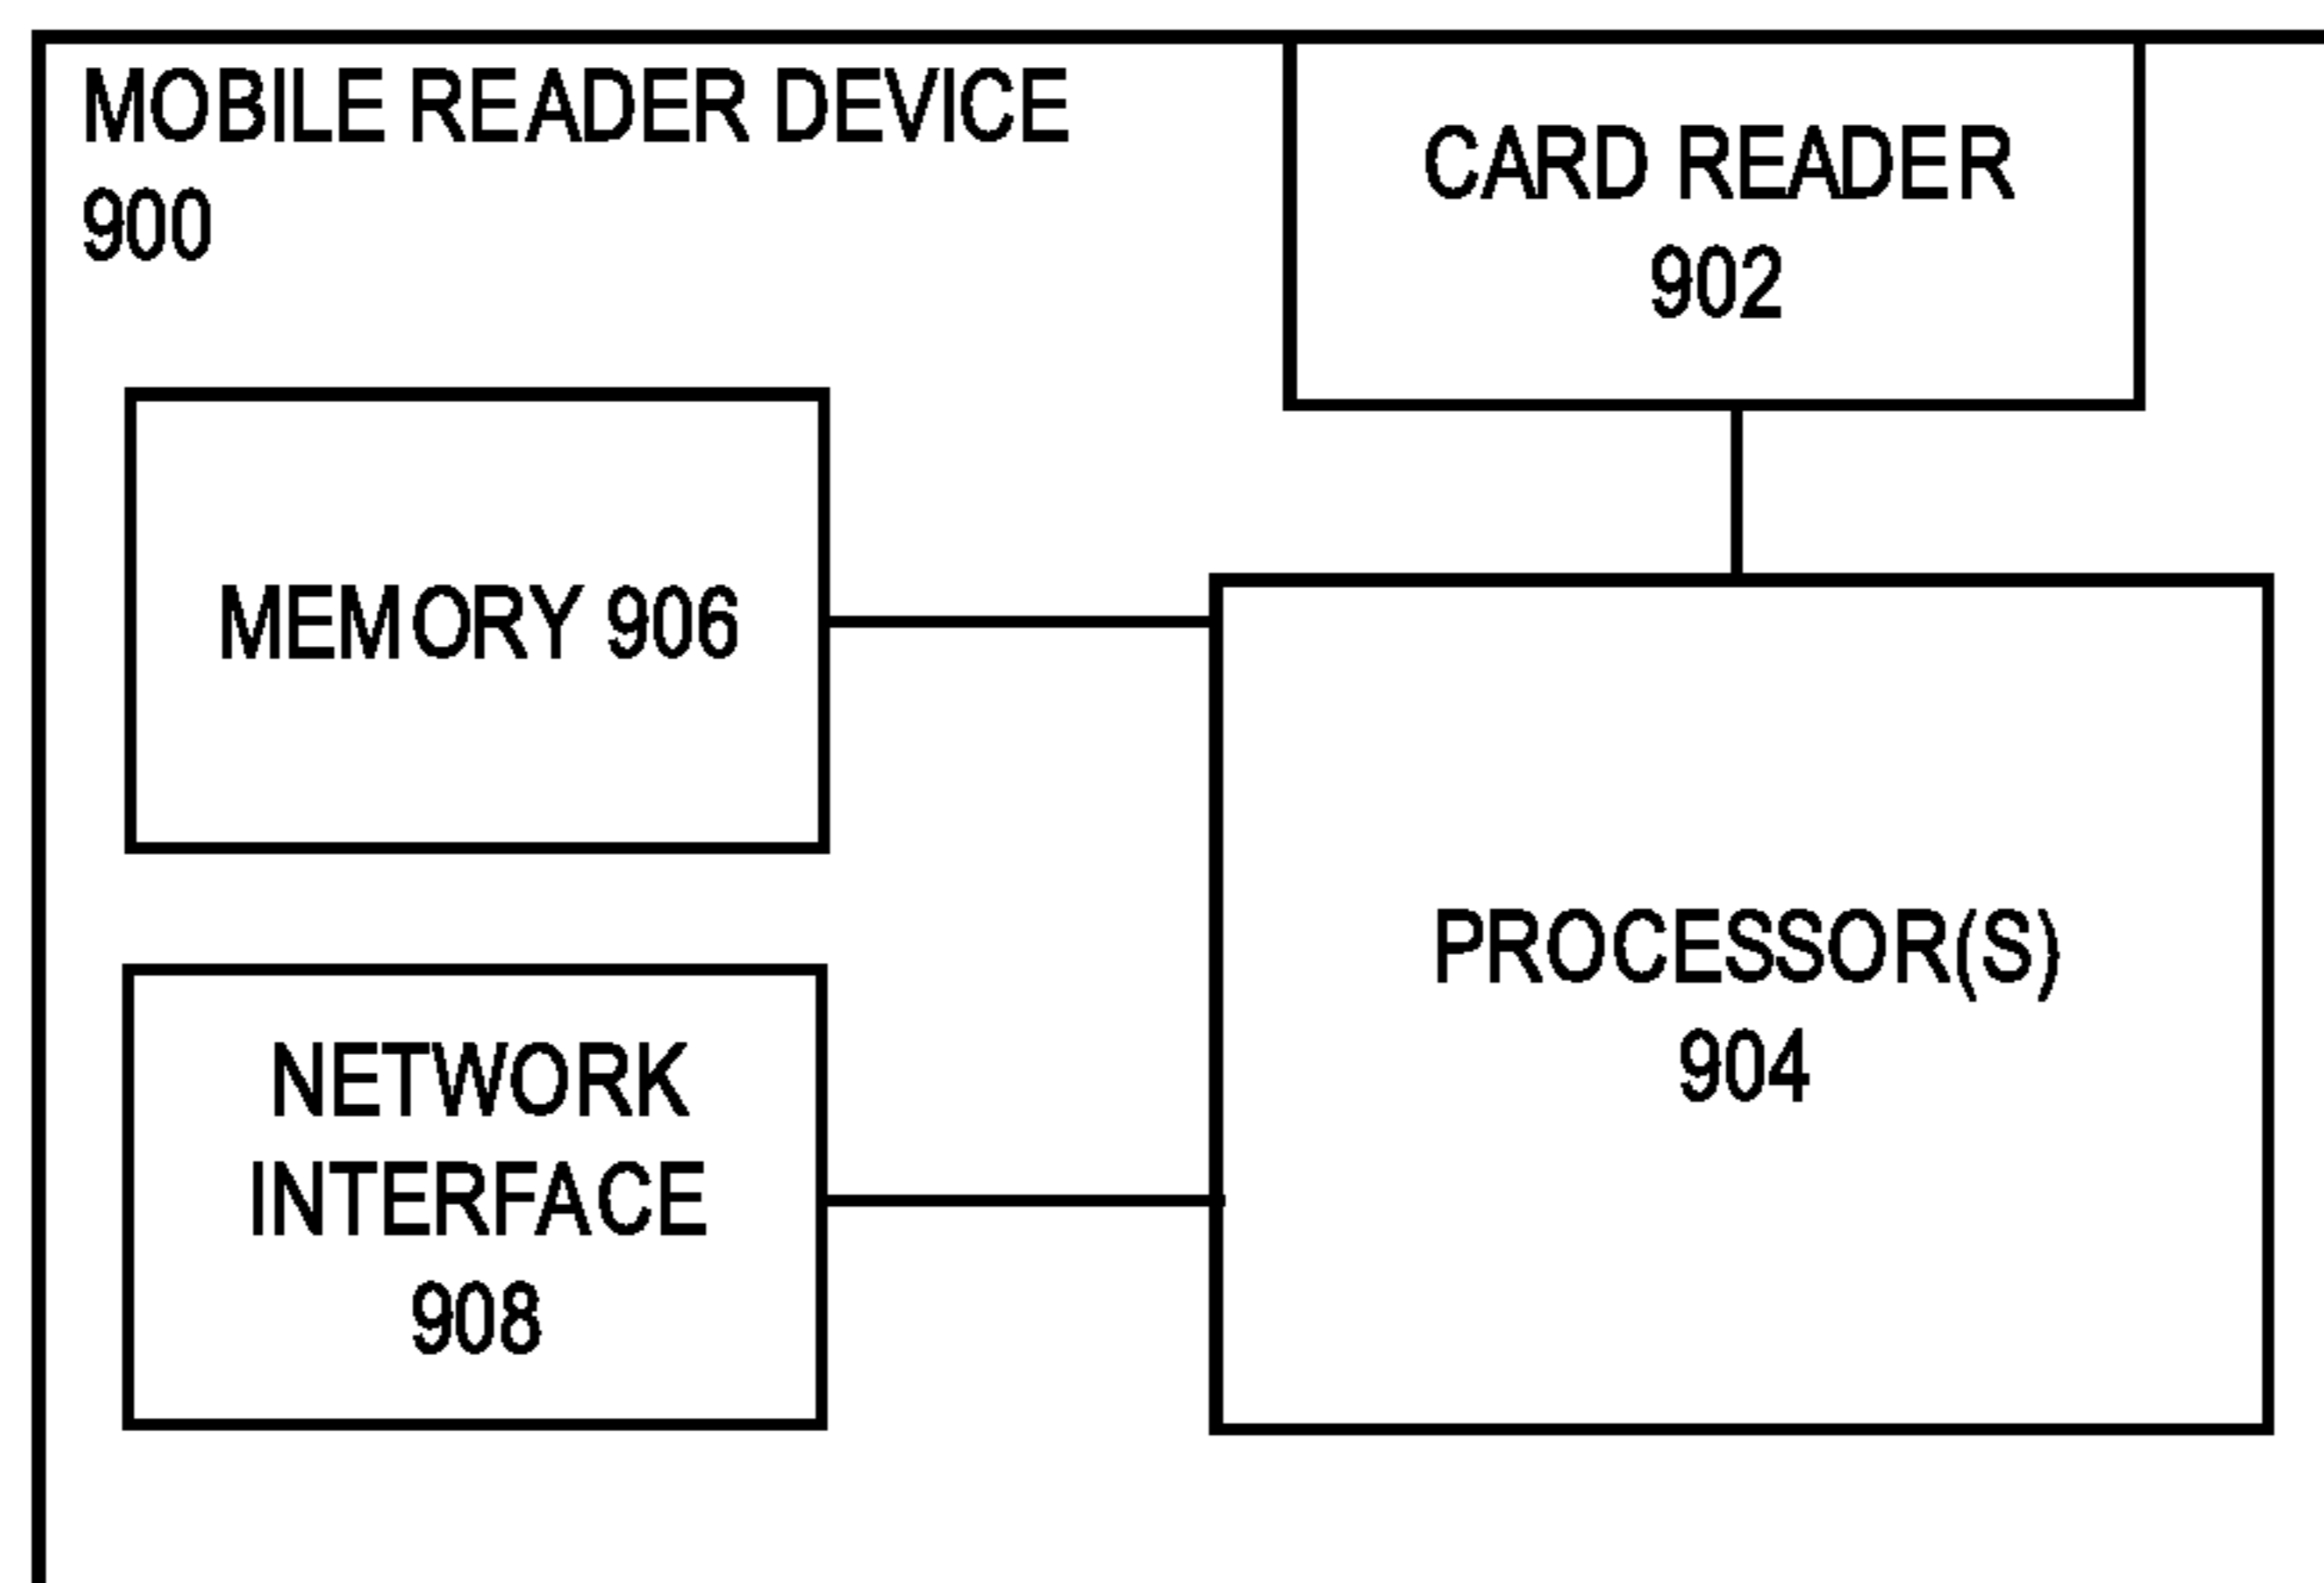 MOBILE READER DEVICE
900
CARD READER
902
MEMORY 906
PROCESSOR(S)
904
NETWORK
INTERFACE
908